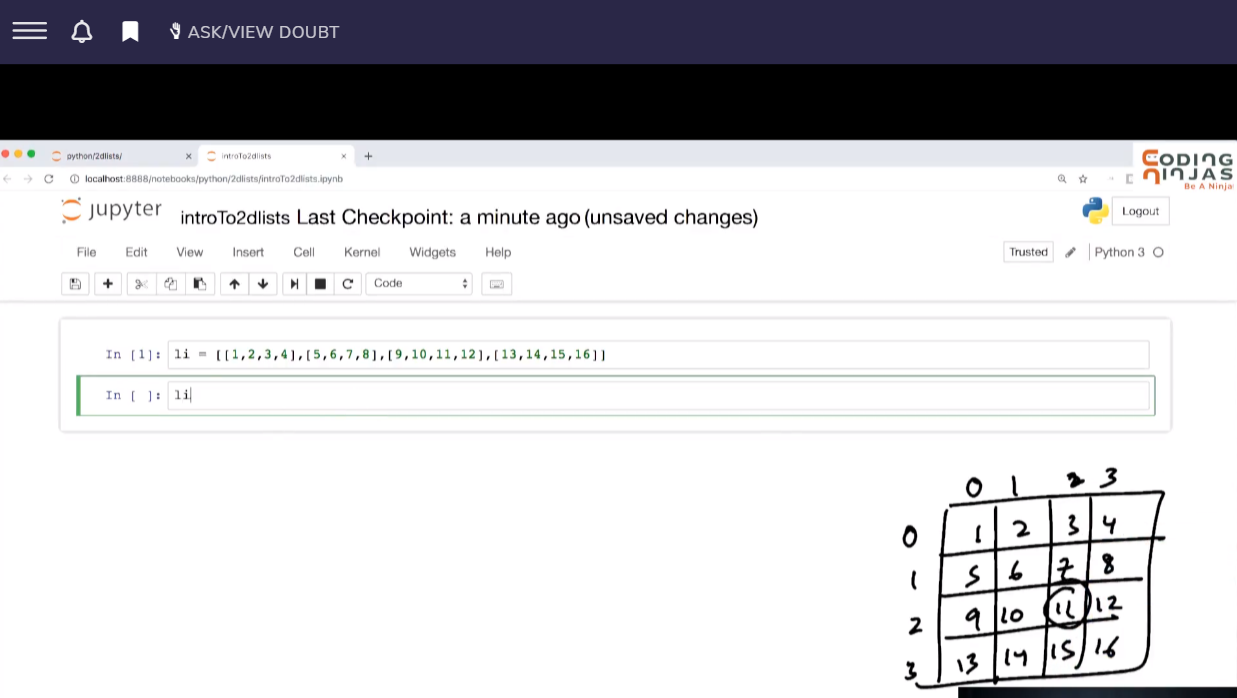 ASK/VIEW DOUBT
python/2dlists/
introTo2dlists
CODING NINJAS
Be A Ninja
localhost:8888/notebooks/python/2dlists/introTo2dlists.ipynb
jupyter introTo2dlists Last Checkpoint: a minute ago (unsaved changes)
Logout
File Edit View Insert Cell Kernel Widgets Help
Trusted Python 3
Code
In [1]: li = [[1,2,3,4],[5,6,7,8],[9,10,11,12],[13,14,15,16]]
In [ ]: li
0 1 2 3
0 1 2 3 4
1 5 6 7 8
2 9 10 11 12
3 13 14 15 16